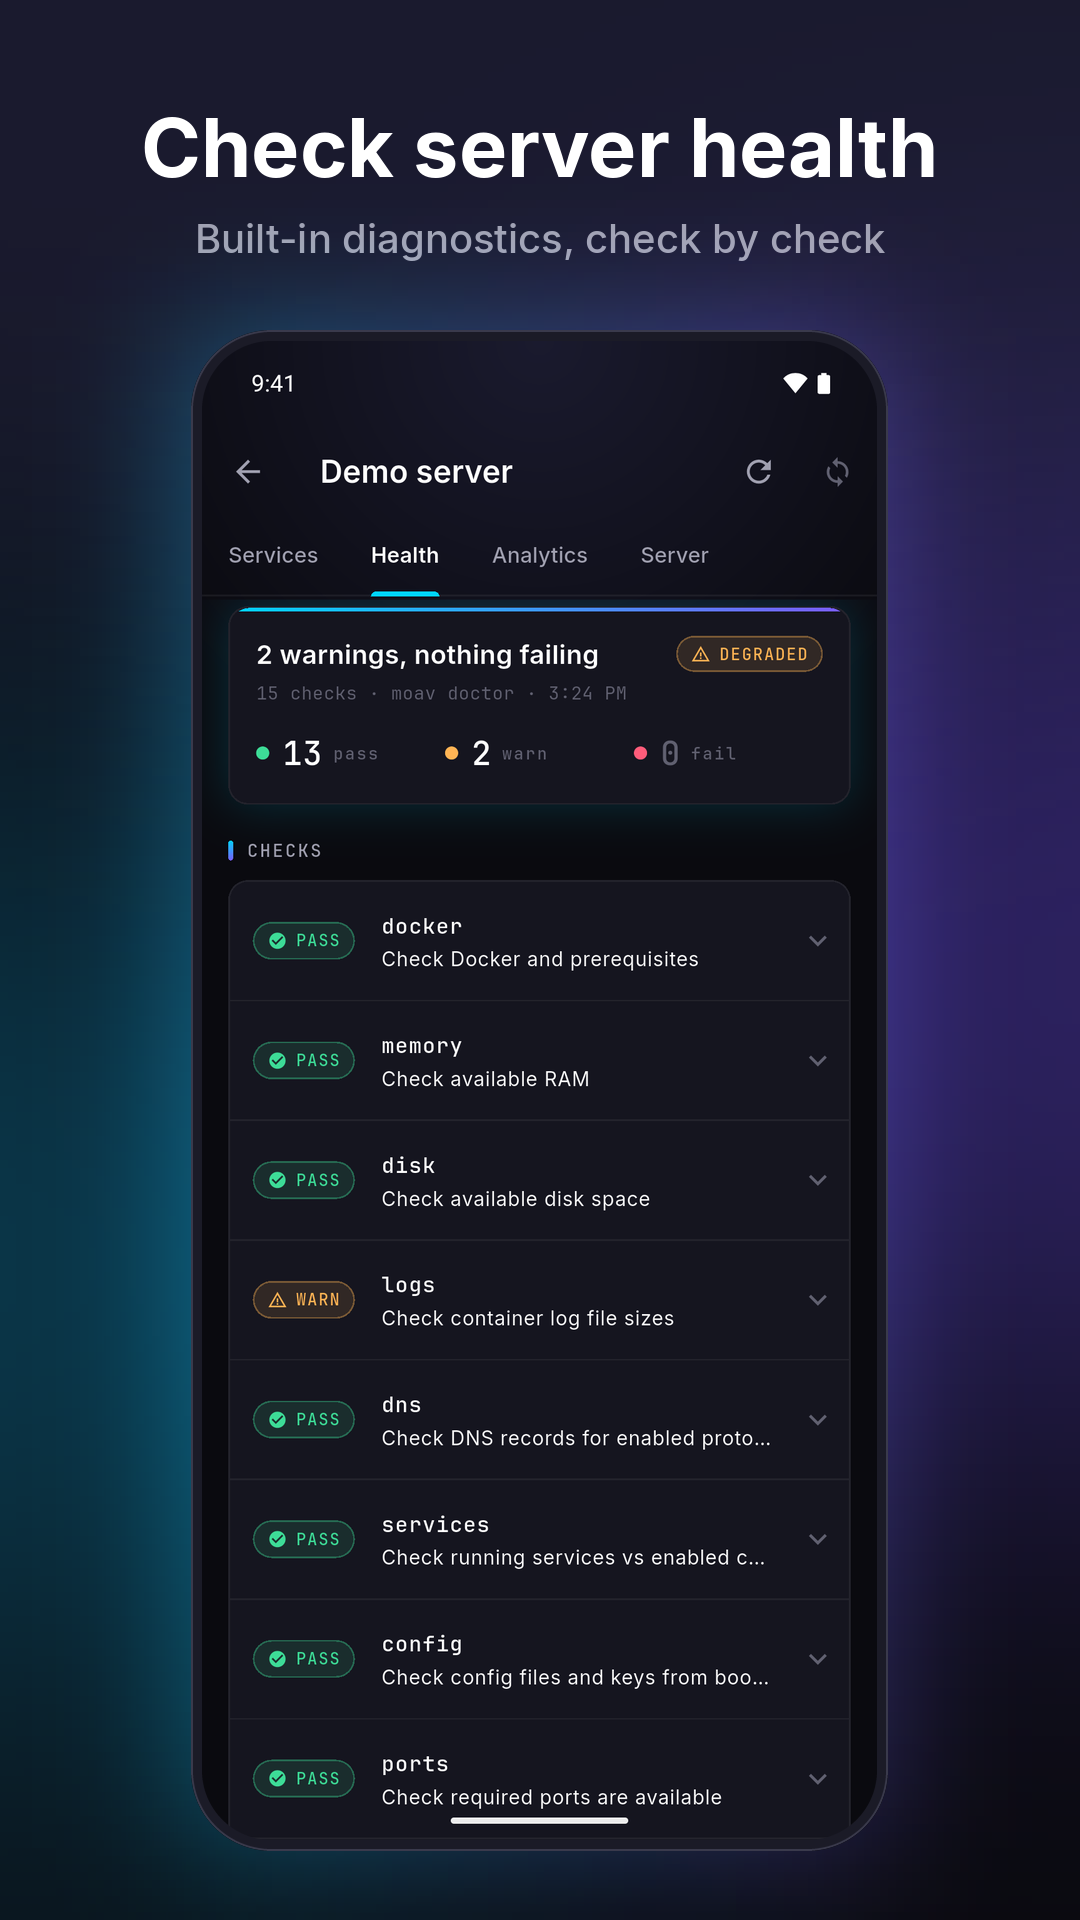 Check server health
Built-in diagnostics, check by check
9:41
Demo server
Services Health Analytics Server
2 warnings, nothing failing
DEGRADED
15 checks · moav doctor · 3:24 PM
13 pass 2 warn 0 fail
CHECKS
PASS
docker
Check Docker and prerequisites
PASS
memory
Check available RAM
PASS
disk
Check available disk space
WARN
logs
Check container log file sizes
PASS
dns
Check DNS records for enabled proto...
PASS
services
Check running services vs enabled c...
PASS
config
Check config files and keys from boo...
PASS
ports
Check required ports are available